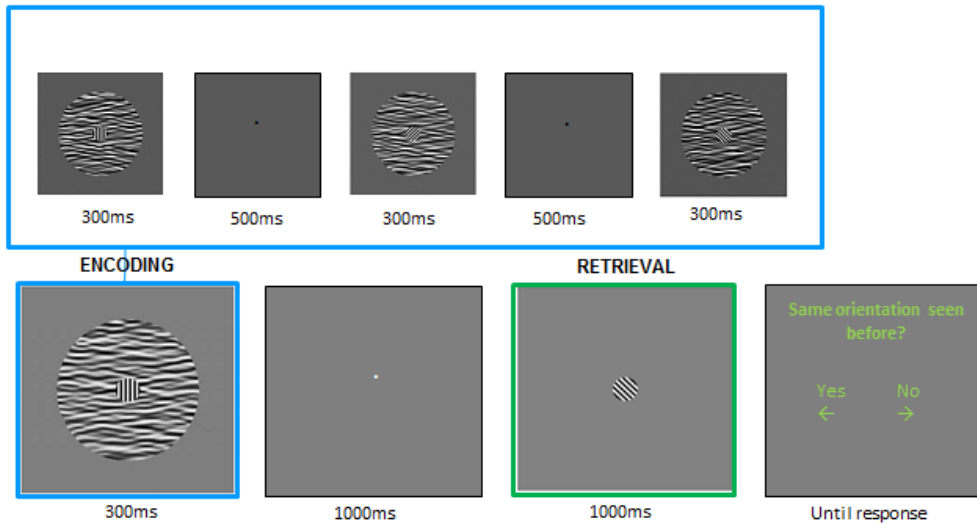 300ms
500ms
300ms
500ms
300ms
ENCODING
RETRIEVAL
Same orientation seen
before?
Yes No
← →
300ms
1000ms
1000ms
Until response